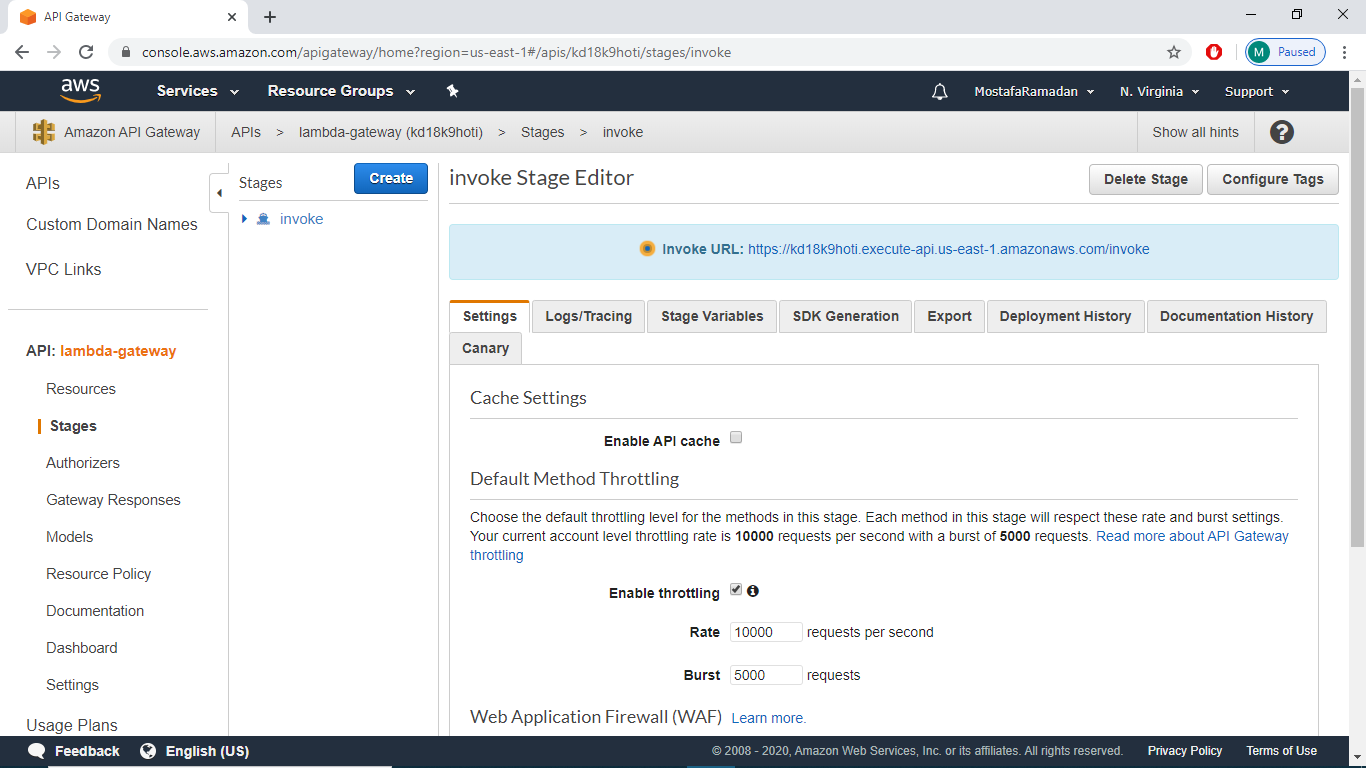 API Gateway
console.aws.amazon.com/apigateway/home?region=us-east-1#/apis/kd18k9hoti/stages/invoke
M Paused
aws Services Resource Groups MostafaRamadan N. Virginia Support
Amazon API Gateway APIs > lambda-gateway (kd18k9hoti) > Stages > invoke Show all hints ?
APIs
Custom Domain Names
VPC Links
API: lambda-gateway
Resources
Stages
Authorizers
Gateway Responses
Models
Resource Policy
Documentation
Dashboard
Settings
Usage Plans
Stages Create
invoke
invoke Stage Editor Delete Stage Configure Tags
Invoke URL: https://kd18k9hoti.execute-api.us-east-1.amazonaws.com/invoke
Settings Logs/Tracing Stage Variables SDK Generation Export Deployment History Documentation History
Canary
Cache Settings
Enable API cache
Default Method Throttling
Choose the default throttling level for the methods in this stage. Each method in this stage will respect these rate and burst settings.
Your current account level throttling rate is 10000 requests per second with a burst of 5000 requests. Read more about API Gateway
throttling
Enable throttling
Rate 10000 requests per second
Burst 5000 requests
Web Application Firewall (WAF) Learn more.
Feedback English (US) © 2008 - 2020, Amazon Web Services, Inc. or its affiliates. All rights reserved. Privacy Policy Terms of Use